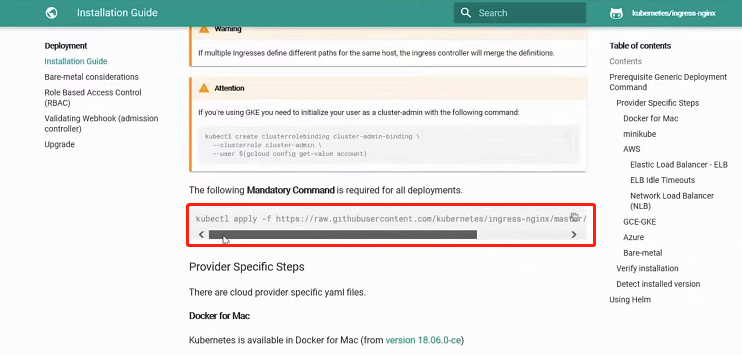 Installation Guide
Search
kubernetes/ingress-nginx
Deployment
Installation Guide
Bare-metal considerations
Role Based Access Control
(RBAC)
Validating Webhook (admission
controller)
Upgrade
Warning
If multiple ingresses define different paths for the same host, the ingress controller will merge the definitions.
Attention
If you're using GKE you need to initialize your user as a cluster-admin with the following command:
kubectl create clusterrolebinding cluster-admin-binding \
--clusterrole cluster-admin \
--user $(gcloud config get-value account)
The following Mandatory Command is required for all deployments.
kubectl apply -f https://raw.githubusercontent.com/kubernetes/ingress-nginx/master/
Provider Specific Steps
There are cloud provider specific yaml files.
Docker for Mac
Kubernetes is available in Docker for Mac (from version 18.06.0-ce)
Table of contents
Contents
Prerequisite Generic Deployment
Command
Provider Specific Steps
Docker for Mac
minikube
AWS
Elastic Load Balancer - ELB
ELB Idle Timeouts
Network Load Balancer
(NLB)
GCE-GKE
Azure
Bare-metal
Verify installation
Detect installed version
Using Helm